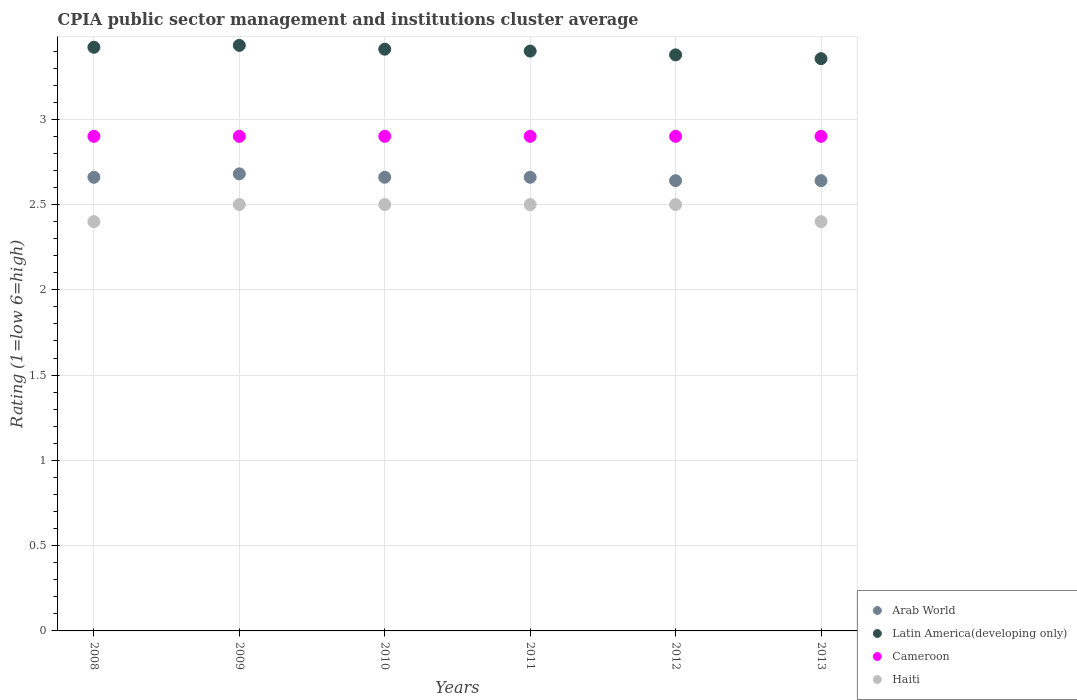 CPIA public sector management and institutions cluster average
Rating (1=low 6=high)
3
2.5
2
1.5
1
0.5
0
2008
2009
2010
2011
2012
2013
Years
Arab World
Latin America(developing only)
Cameroon
Haiti